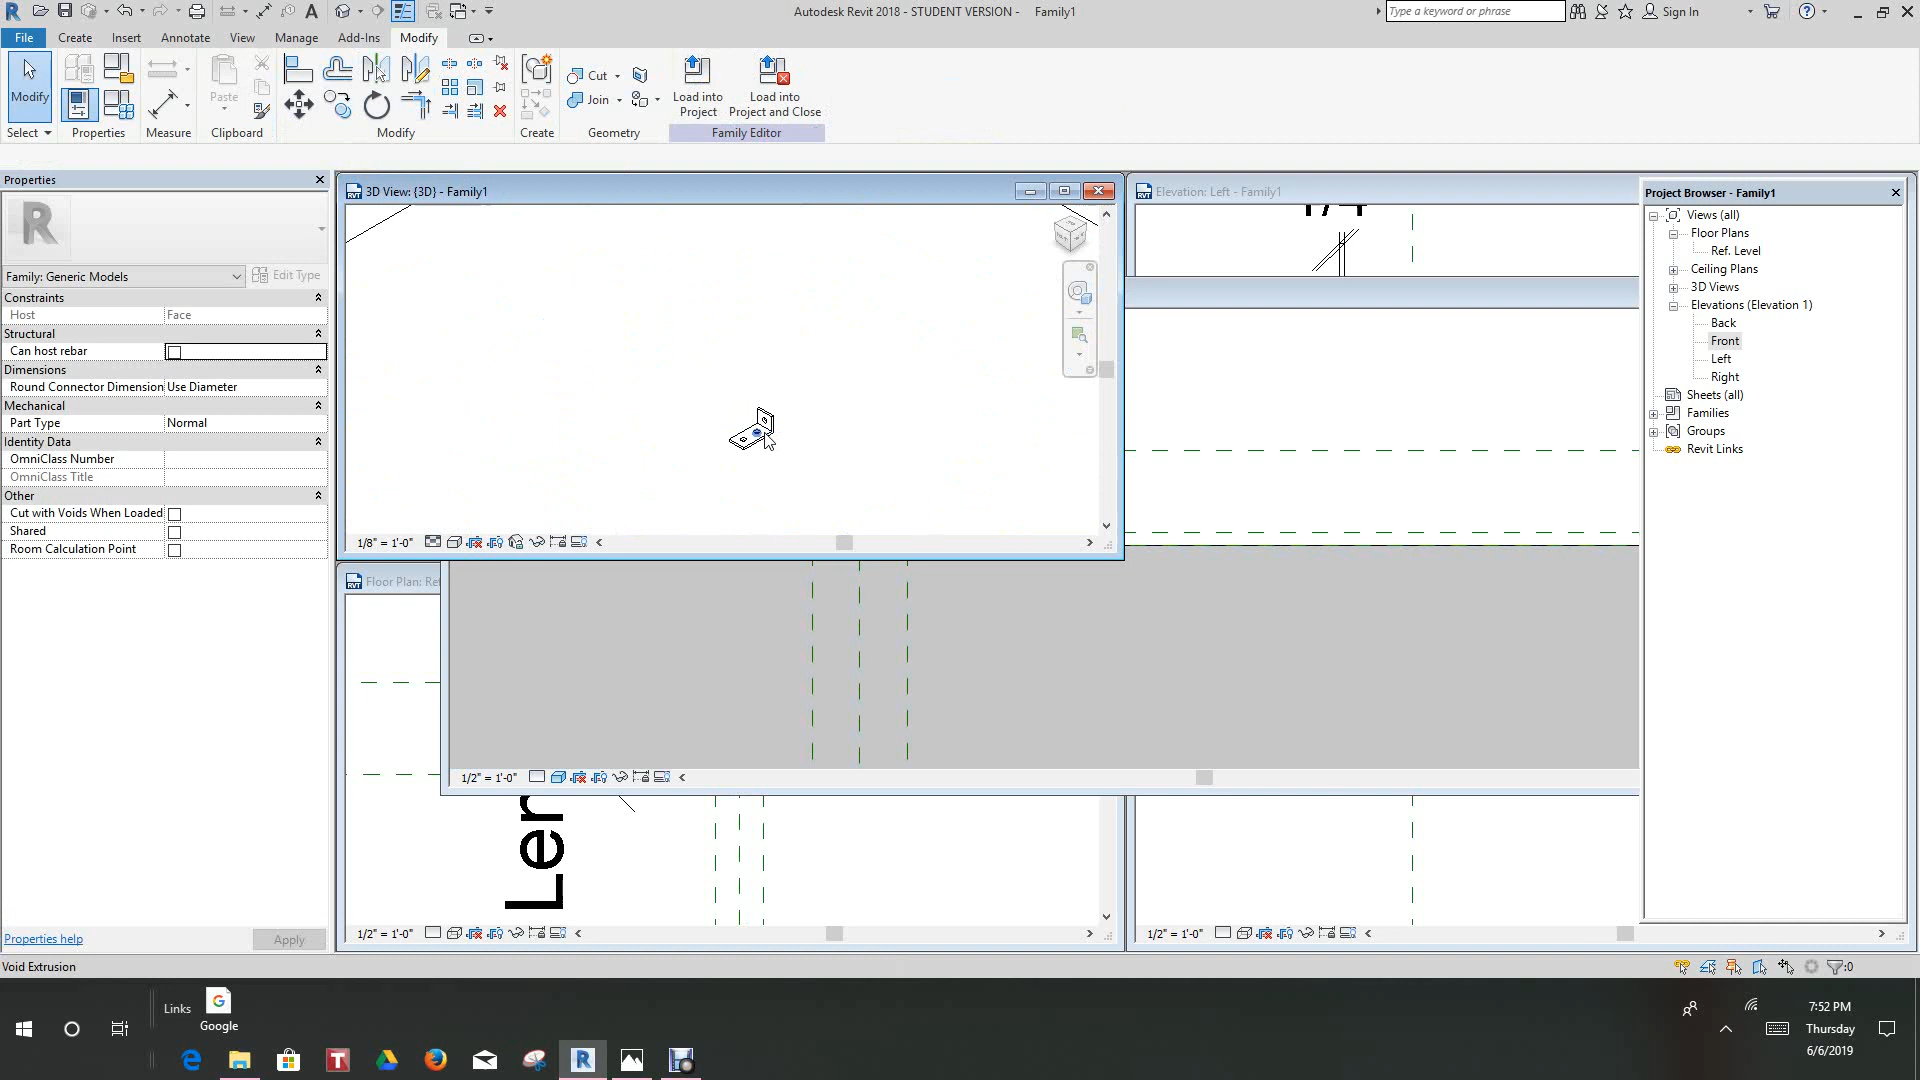 Autodesk Revit 2018 - STUDENT VERSION - Family1
Type a keyword or phrase
Sign In
File Create Insert Annotate View Manage Add-Ins Modify
Modify
Paste
Cut
Join
Load into
Project
Load into
Project and Close
Select Properties Measure Clipboard Modify Create Geometry Family Editor
Properties
R
Family: Generic Models
Edit Type
Constraints
Host Face
Structural
Can host rebar
Dimensions
Round Connector Dimension Use Diameter
Mechanical
Part Type Normal
Identity Data
OmniClass Number
OmniClass Title
Other
Cut with Voids When Loaded
Shared
Room Calculation Point
Properties help
Apply
3D View: {3D} - Family1
1/8" = 1'-0"
Elevation: Left - Family1
1/2" = 1'-0"
Floor Plan: Re
Ler
1/2" = 1'-0"
1/2" = 1'-0"
Project Browser - Family1
Views (all)
Floor Plans
Ref. Level
Ceiling Plans
3D Views
Elevations (Elevation 1)
Back
Front
Left
Right
Sheets (all)
Families
Groups
Revit Links
Void Extrusion
:0
Links
Google
7:52 PM
Thursday
6/6/2019